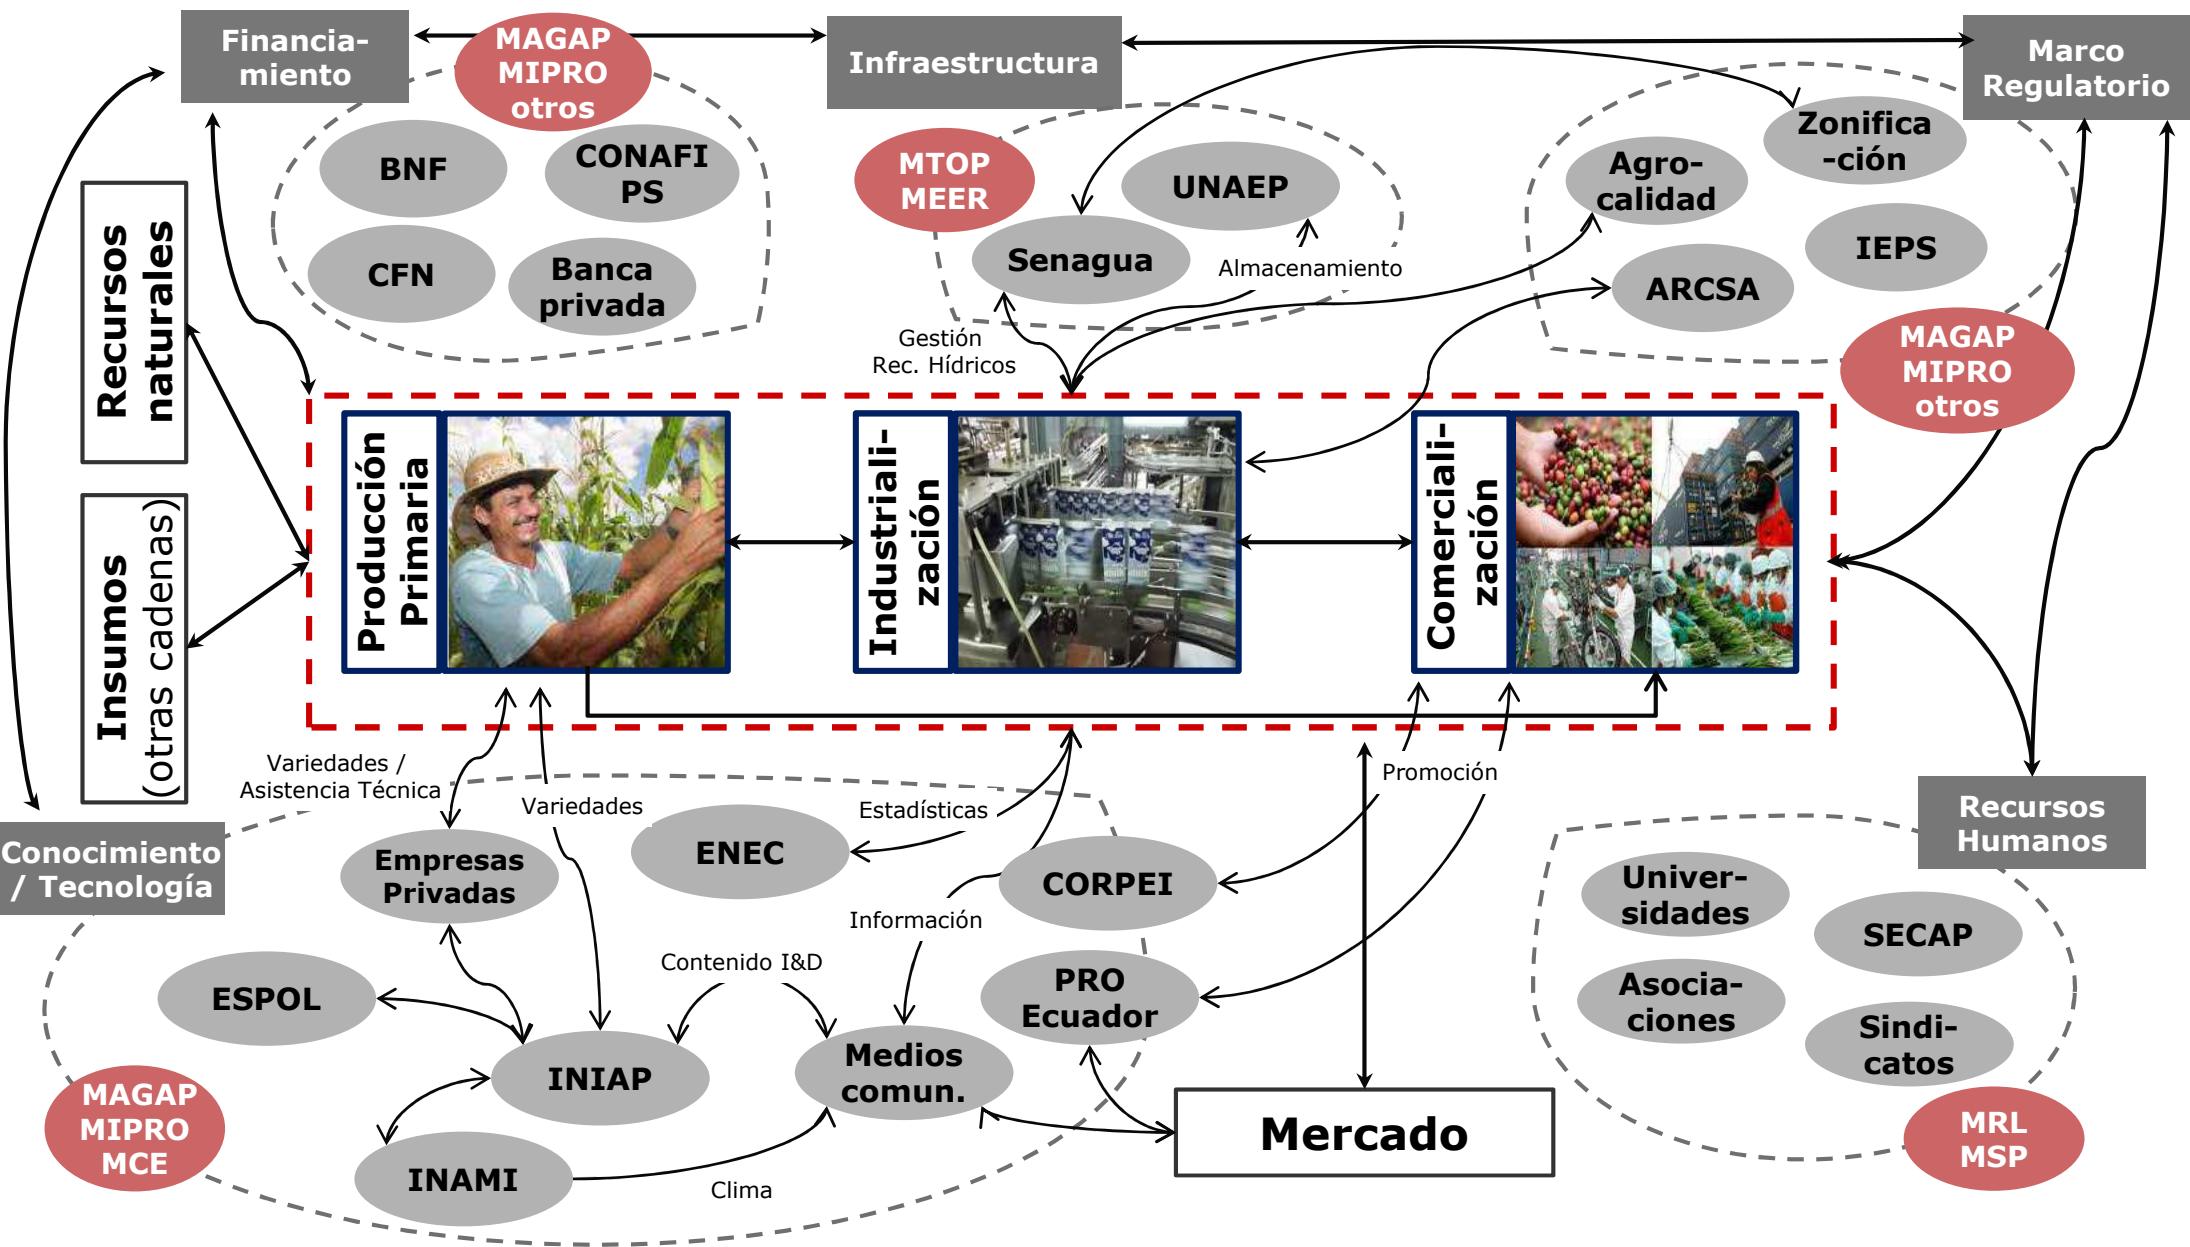 Financia-
miento
MAGAP
MIPRO
otros
Infraestructura
Marco
Regulatorio
BNF
CONAFI
PS
CFN
Banca
privada
MTOP
MEER
UNAEP
Senagua
Almacenamiento
Gestión
Rec. Hídricos
Zonifica
-ción
Agro-
calidad
IEPS
ARCSA
MAGAP
MIPRO
otros
Recursos
naturales
Insumos
(otras cadenas)
Producción
Primaria
Industriali-
zación
Comerciali-
zación
Variedades /
Asistencia Técnica
Variedades
Estadísticas
Promoción
Conocimiento
/ Tecnología
Empresas
Privadas
ENEC
CORPEI
Información
Contenido I&D
ESPOL
INIAP
Medios
comun.
PRO
Ecuador
MAGAP
MIPRO
MCE
INAMI
Clima
Mercado
Recursos
Humanos
Univer-
sidades
SECAP
Asocia-
ciones
Sindi-
catos
MRL
MSP